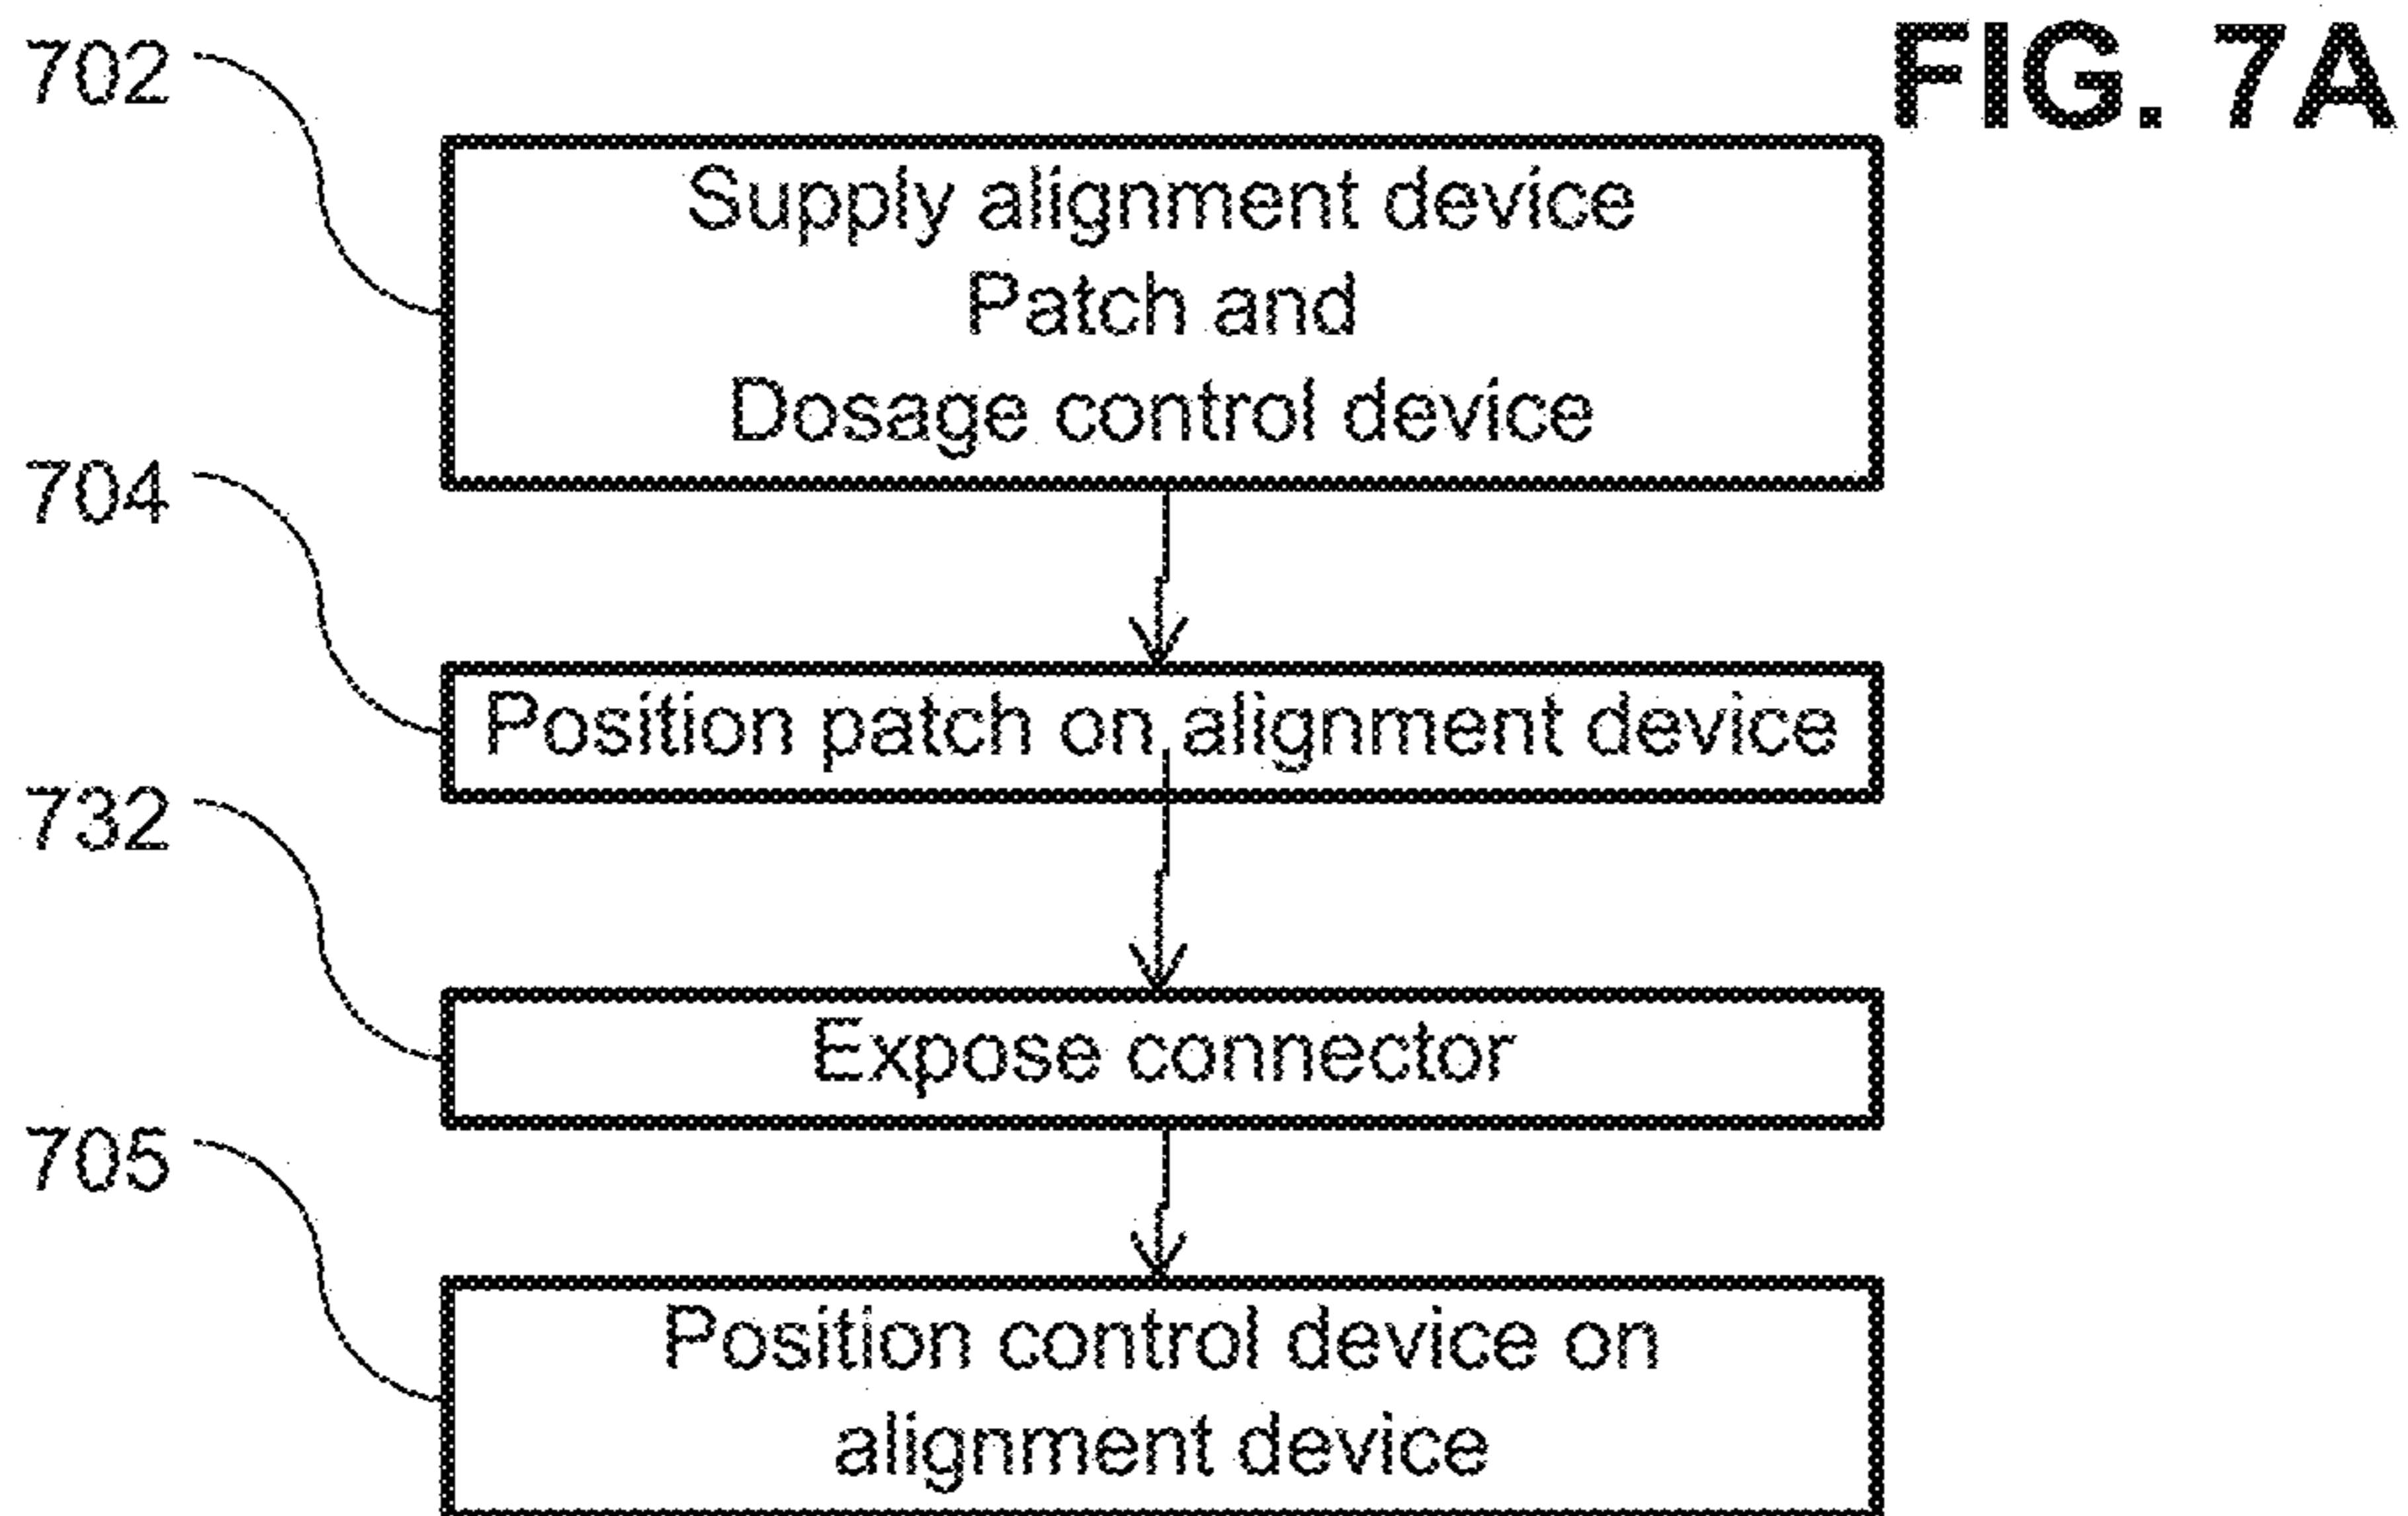 FIG. 7A
702
Supply alignment device
Patch and
Dosage control device
704
Position patch on alignment device
732
Expose connector
705
Position control device on
alignment device